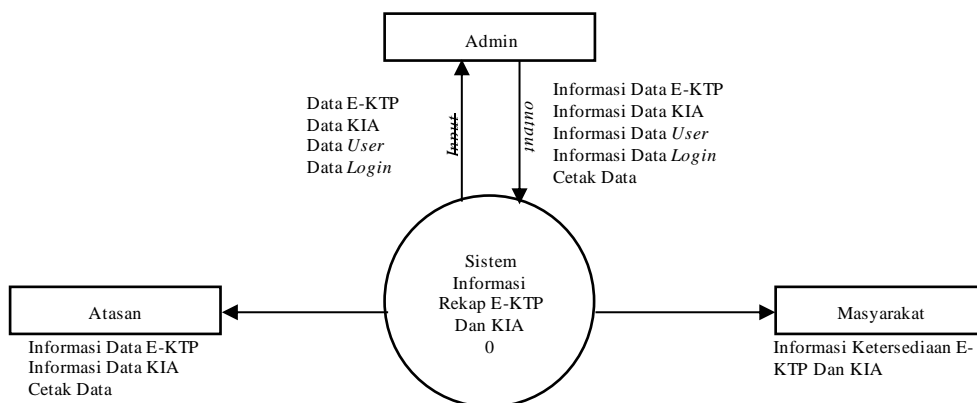 Admin
Data E-KTP
Data KIA
Data User
Data Login
Input
output
Informasi Data E-KTP
Informasi Data KIA
Informasi Data User
Informasi Data Login
Cetak Data
Sistem
Informasi
Rekap E-KTP
Dan KIA
0
Atasan
Informasi Data E-KTP
Informasi Data KIA
Cetak Data
Masyarakat
Informasi Ketersediaan E-
KTP Dan KIA